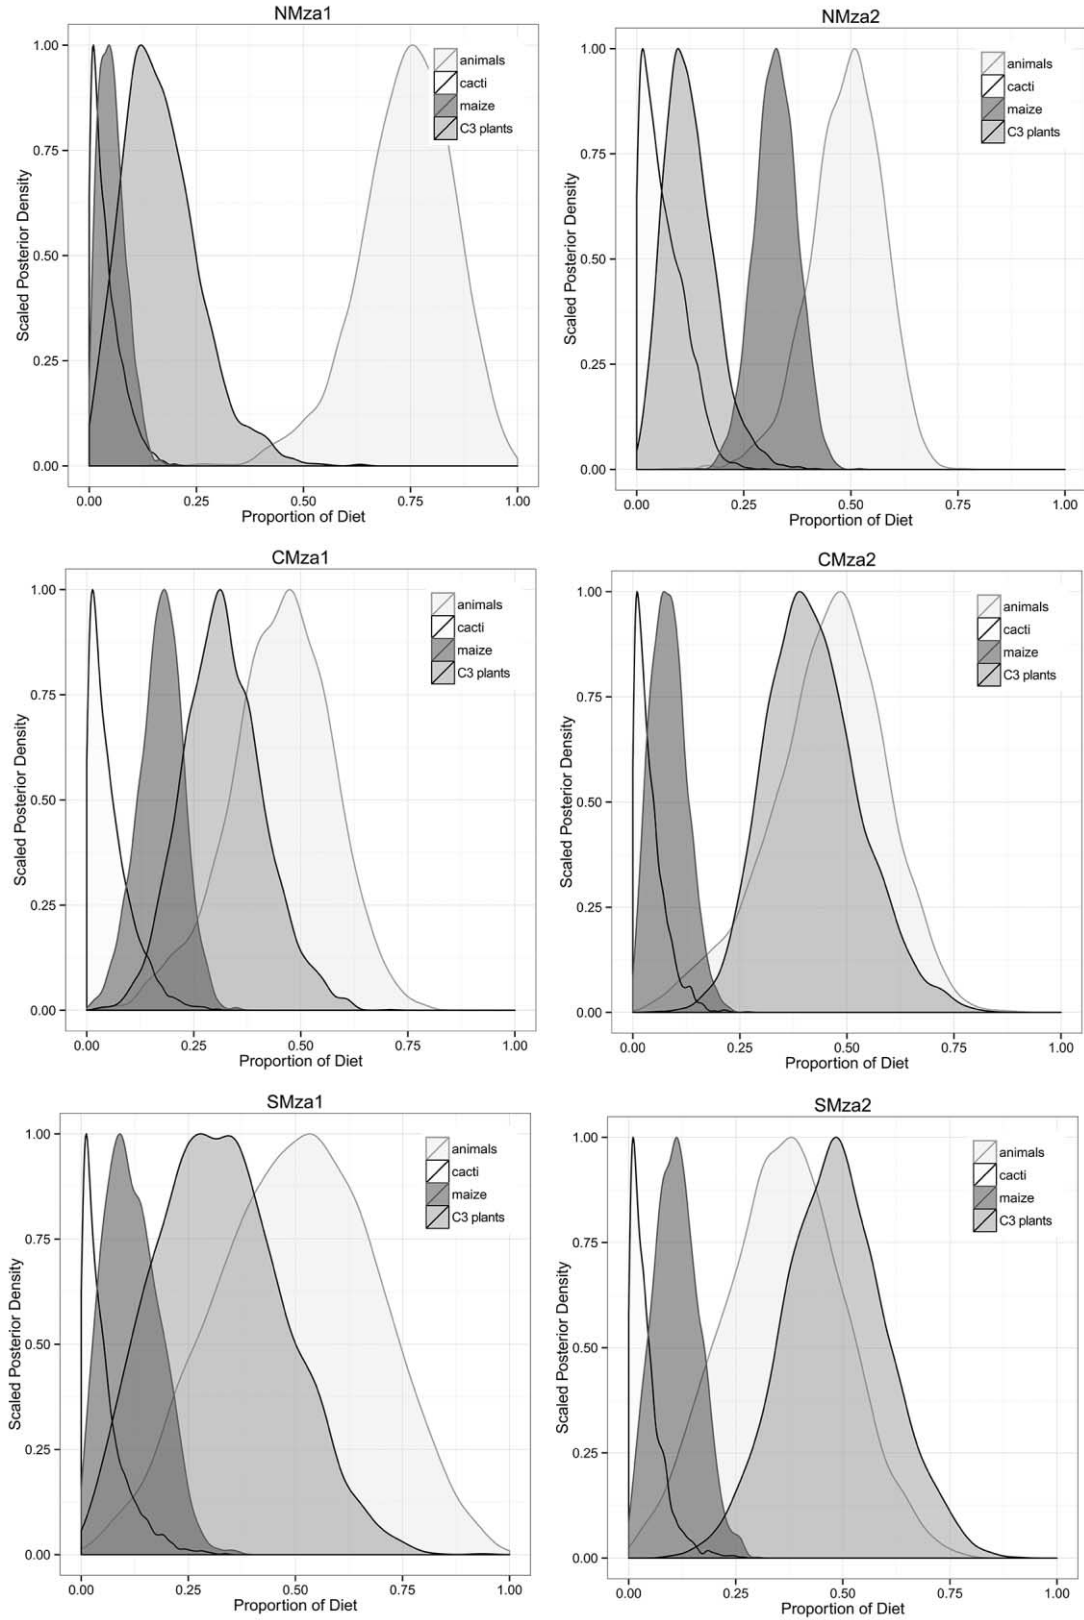 NMza1
1.00
0.75
0.50
0.25
0.00
Scaled Posterior Density
animals
cacti
maize
C3 plants
0.00 0.25 0.50 0.75 1.00
Proportion of Diet
NMza2
1.00
0.75
0.50
0.25
0.00
Scaled Posterior Density
animals
cacti
maize
C3 plants
0.00 0.25 0.50 0.75 1.00
Proportion of Diet
CMza1
1.00
0.75
0.50
0.25
0.00
Scaled Posterior Density
animals
cacti
maize
C3 plants
0.00 0.25 0.50 0.75 1.00
Proportion of Diet
CMza2
1.00
0.75
0.50
0.25
0.00
Scaled Posterior Density
animals
cacti
maize
C3 plants
0.00 0.25 0.50 0.75 1.00
Proportion of Diet
SMza1
1.00
0.75
0.50
0.25
0.00
Scaled Posterior Density
animals
cacti
maize
C3 plants
0.00 0.25 0.50 0.75 1.00
Proportion of Diet
SMza2
1.00
0.75
0.50
0.25
0.00
Scaled Posterior Density
animals
cacti
maize
C3 plants
0.00 0.25 0.50 0.75 1.00
Proportion of Diet